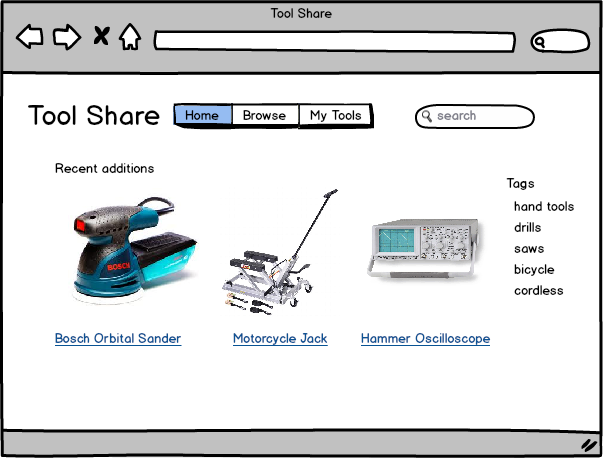 Tool Share
Tool Share
Home
Browse
My Tools
search
Recent additions
Tags
hand tools
drills
saws
bicycle
cordless
BOSCH
Bosch Orbital Sander
Motorcycle Jack
Hammer Oscilloscope